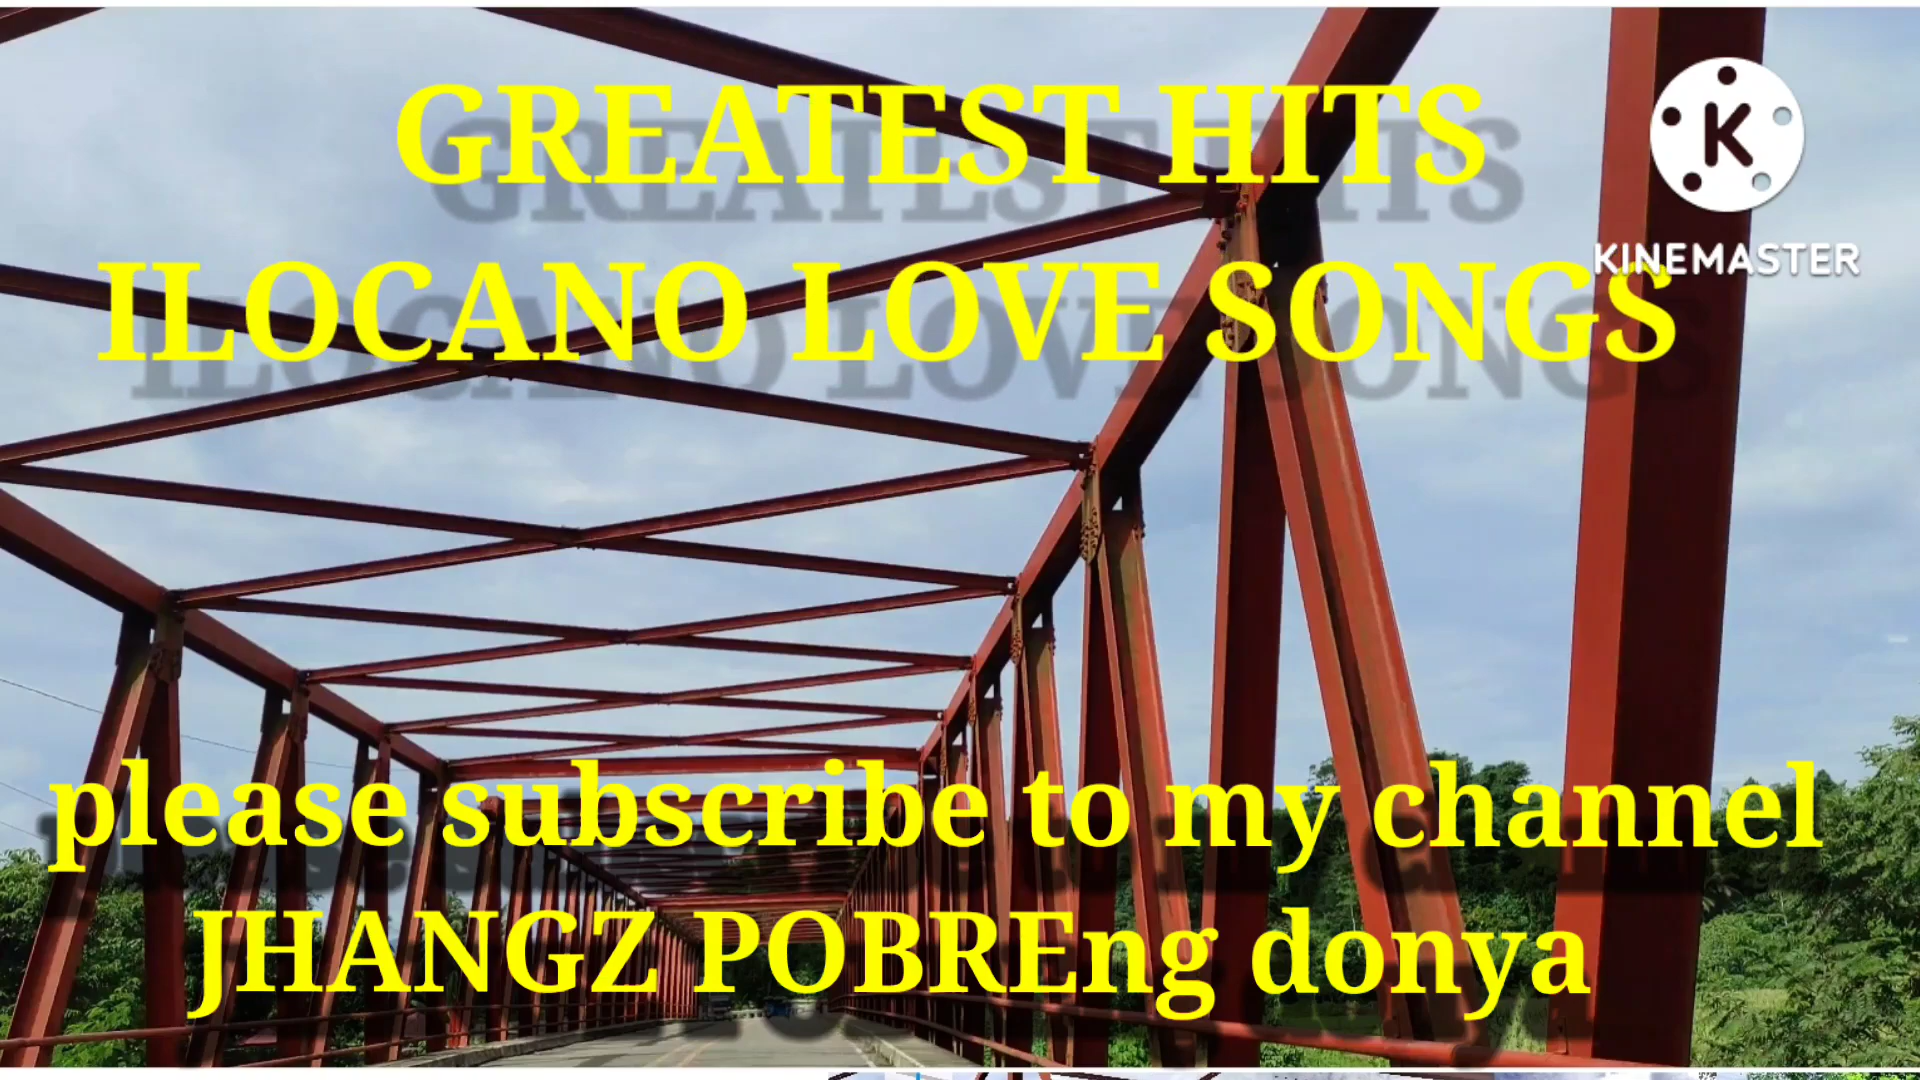 GREATEST HITS
K
KINEMASTER
ILOCANO LOVE SONGS
please subscribe to my channel
JHANGZ POBREng donya